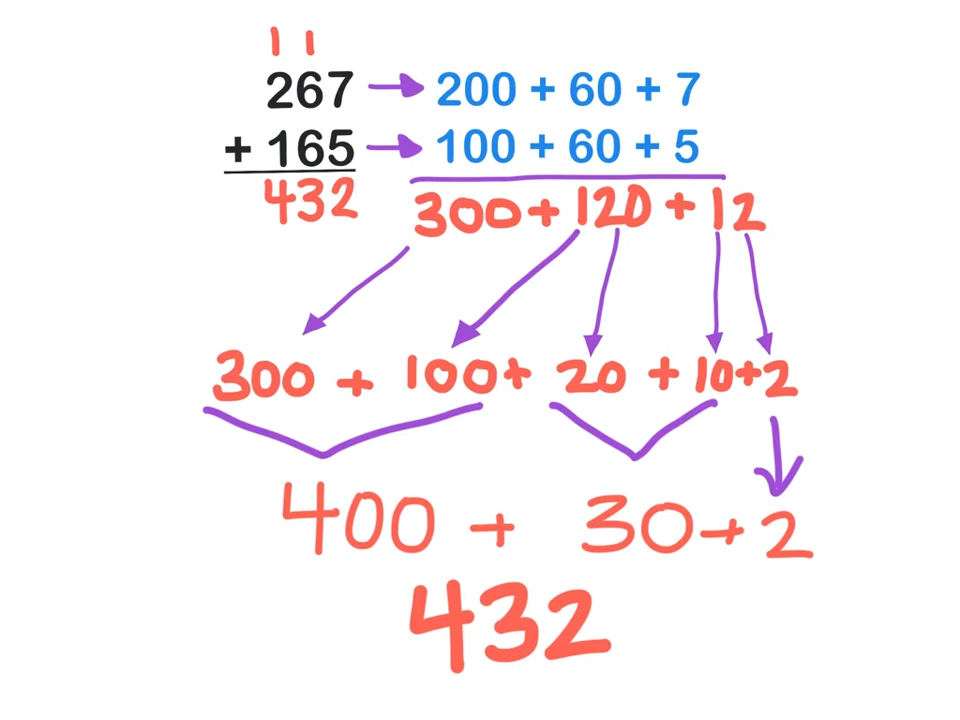 1 1
267 → 200 + 60 + 7
+ 165 → 100 + 60 + 5
432
300 + 120 + 12
300 + 100 + 20 + 10 + 2
400 + 30 + 2
432